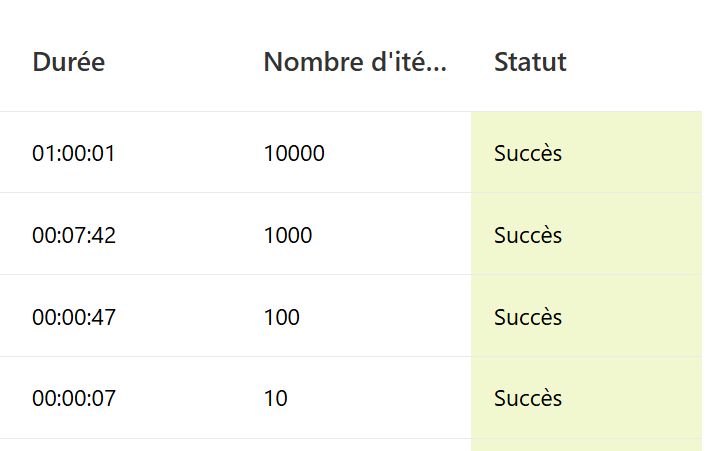 Durée Nombre d'ité... Statut
01:00:01 10000 Succès
00:07:42 1000 Succès
00:00:47 100 Succès
00:00:07 10 Succès